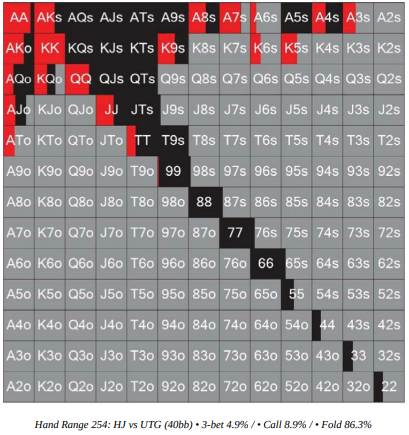 AA AKs AQs AJs ATs A9s A8s A7s A6s A5s A4s A3s A2s
AKo KK KQs KJs KTs K9s K8s K7s K6s K5s K4s K3s K2s
AQo KQo QQ QJs QTs Q9s Q8s Q7s Q6s Q5s Q4s Q3s Q2s
AJo KJo QJo JJ JTs J9s J8s J7s J6s J5s J4s J3s J2s
ATo KTo QTo JTo TT T9s T8s T7s T6s T5s T4s T3s T2s
A9o K9o Q9o J9o T9o 99 98s 97s 96s 95s 94s 93s 92s
A8o K8o Q8o J8o T8o 98o 88 87s 86s 85s 84s 83s 82s
A7o K7o Q7o J7o T7o 97o 87o 77 76s 75s 74s 73s 72s
A6o K6o Q6o J6o T6o 96o 86o 76o 66 65s 64s 63s 62s
A5o K5o Q5o J5o T5o 95o 85o 75o 65o 55 54s 53s 52s
A4o K4o Q4o J4o T4o 94o 84o 74o 64o 54o 44 43s 42s
A3o K3o Q3o J3o T3o 93o 83o 73o 63o 53o 43o 33 32s
A2o K2o Q2o J2o T2o 92o 82o 72o 62o 52o 42o 32o 22
Hand Range 254: HJ vs UTG (40bb) • 3-bet 4.9% / • Call 8.9% / • Fold 86.3%